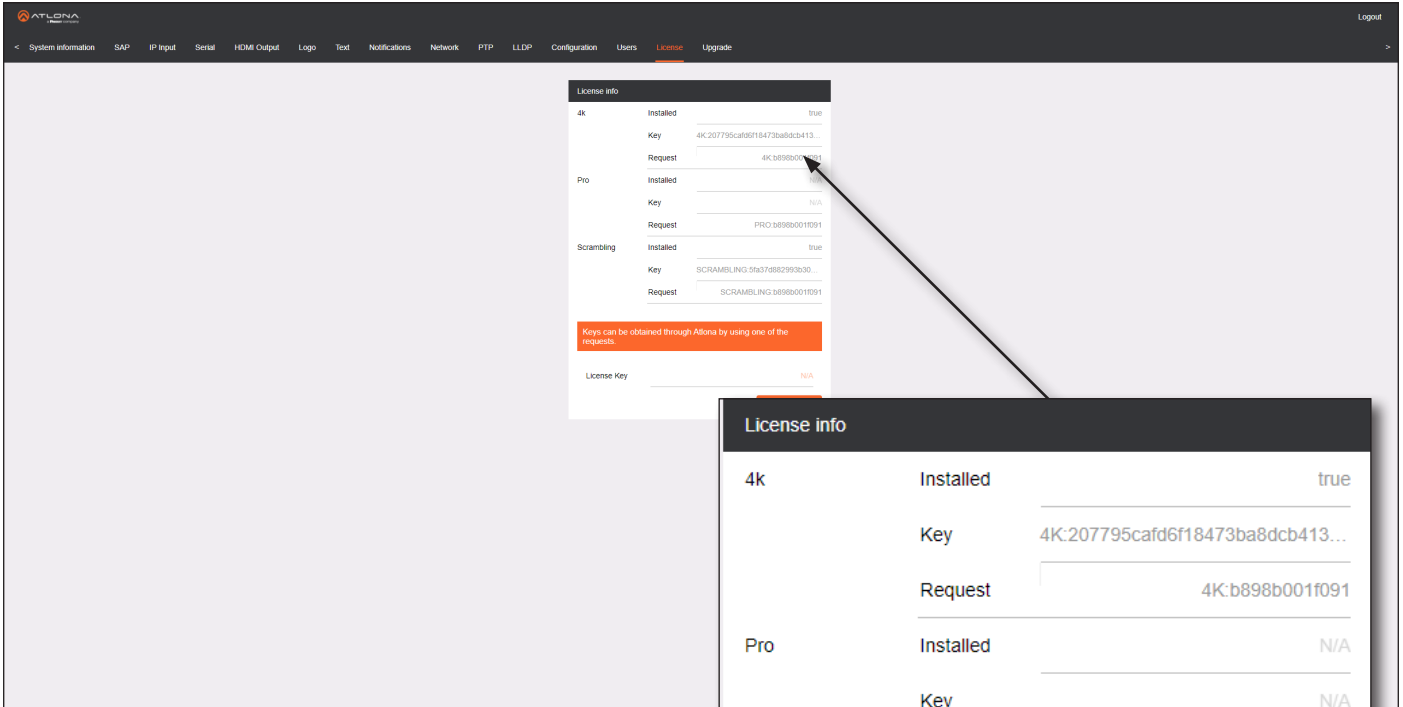 ATLONA
Logout
< System information SAP IP Input Serial HDMI Output Logo Text Notifications Network PTP LLDP Configuration Users License Upgrade >
License info
4k Installed true
Key 4K:207795cafd6f18473ba8dcb413...
Request 4K:b898b001f091
Pro Installed N/A
Key N/A
Request PRO:b898b001f091
Scrambling Installed true
Key SCRAMBLING:5fa37d882993b30...
Request SCRAMBLING:b898b001f091
Keys can be obtained through Atlona by using one of the
requests.
License Key N/A
License info
4k Installed true
Key 4K:207795cafd6f18473ba8dcb413...
Request 4K:b898b001f091
Pro Installed N/A
Key N/A